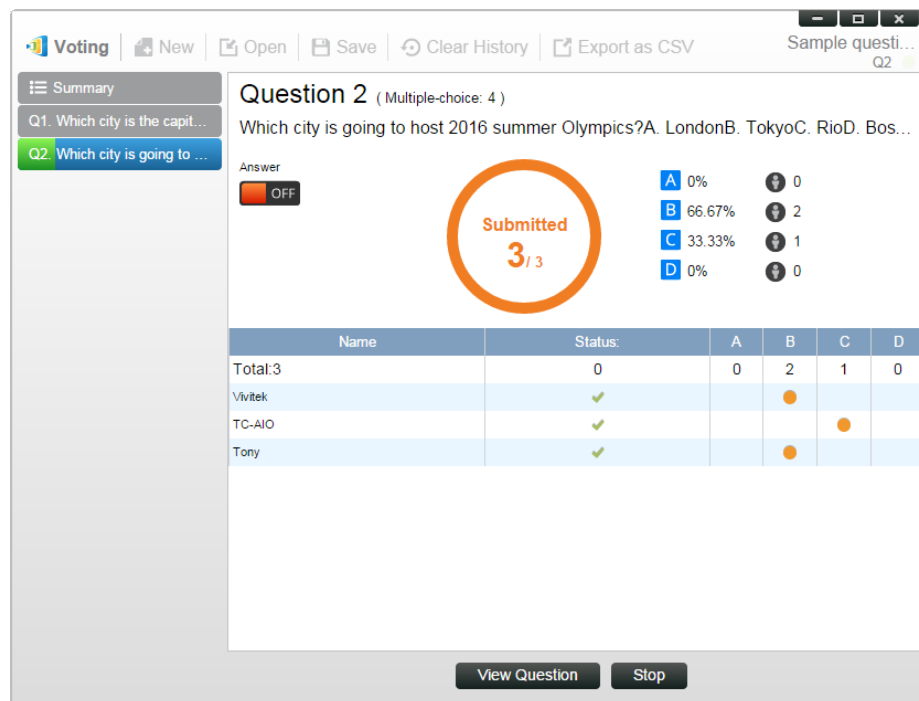 Voting New Open Save Clear History Export as CSV Sample questi...
Q2
Summary
Q1. Which city is the capit...
Q2. Which city is going to ...
Question 2 ( Multiple-choice: 4 )
Which city is going to host 2016 summer Olympics?A. LondonB. TokyoC. RioD. Bos...
Answer
OFF
Submitted
3/ 3
A 0% 0
B 66.67% 2
C 33.33% 1
D 0% 0
Name Status: A B C D
Total:3 0 0 2 1 0
Vivitek
TC-AIO
Tony
View Question Stop